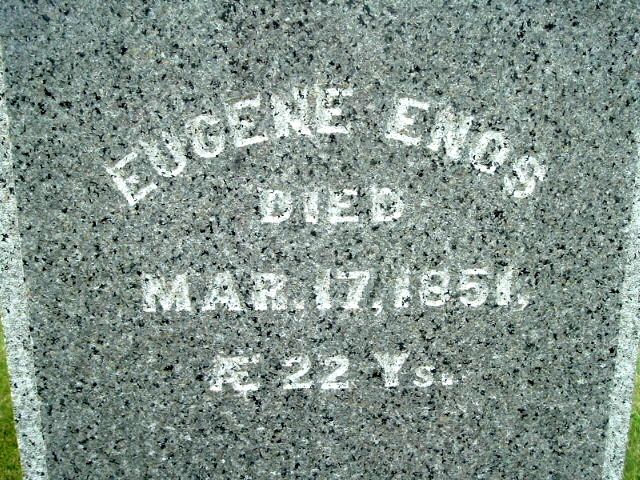 EUGENE ENOS
DIED
MAR. 17, 1851,
Æ 22 Ys.